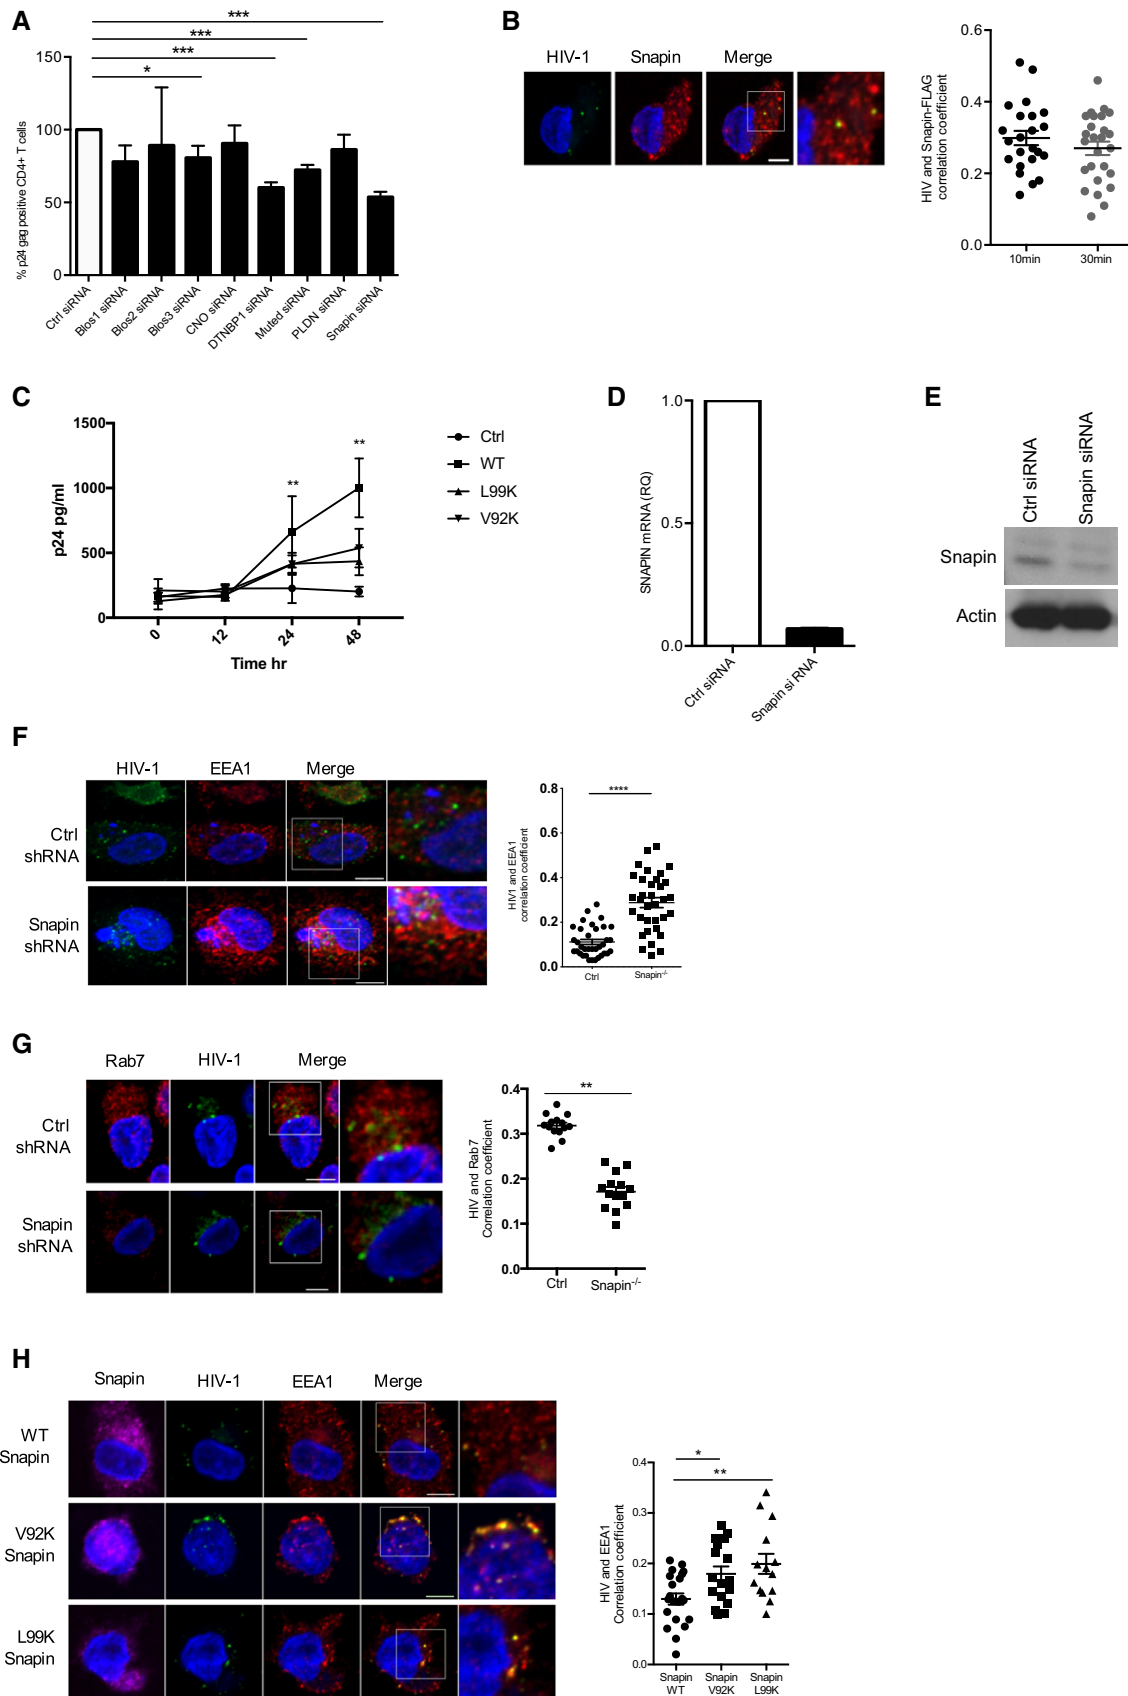 A
***
***
***
*
150
100
50
0
% p24 gag positive CD4+ T cells
Ctrl siRNA
Blos1 siRNA
Blos2 siRNA
Blos3 siRNA
CNO siRNA
DTNBP1 siRNA
Muted siRNA
PLDN siRNA
Snapin siRNA
B
HIV-1
Snapin
Merge
HIV and Snapin-FLAG
correlation coefficient
0.6
0.4
0.2
0.0
10min
30min
C
1500
1000
500
0
p24 pg/ml
**
**
0
12
24
48
Time hr
Ctrl
WT
L99K
V92K
D
1.0
0.5
0.0
SNAPIN mRNA (RQ)
Ctrl siRNA
Snapin siRNA
E
Ctrl siRNA
Snapin siRNA
Snapin
Actin
F
HIV-1
EEA1
Merge
Ctrl
shRNA
Snapin
shRNA
HIV1 and EEA1
correlation coefficient
0.8
0.6
0.4
0.2
0.0
****
Ctrl
Snapin-/-
G
Rab7
HIV-1
Merge
Ctrl
shRNA
Snapin
shRNA
HIV and Rab7
Correlation coefficient
0.4
0.3
0.2
0.1
0.0
**
Ctrl
Snapin-/-
H
Snapin
HIV-1
EEA1
Merge
WT
Snapin
V92K
Snapin
L99K
Snapin
HIV and EEA1
Correlation coefficient
0.4
0.3
0.2
0.1
0.0
*
**
Snapin
WT
Snapin
V92K
Snapin
L99K